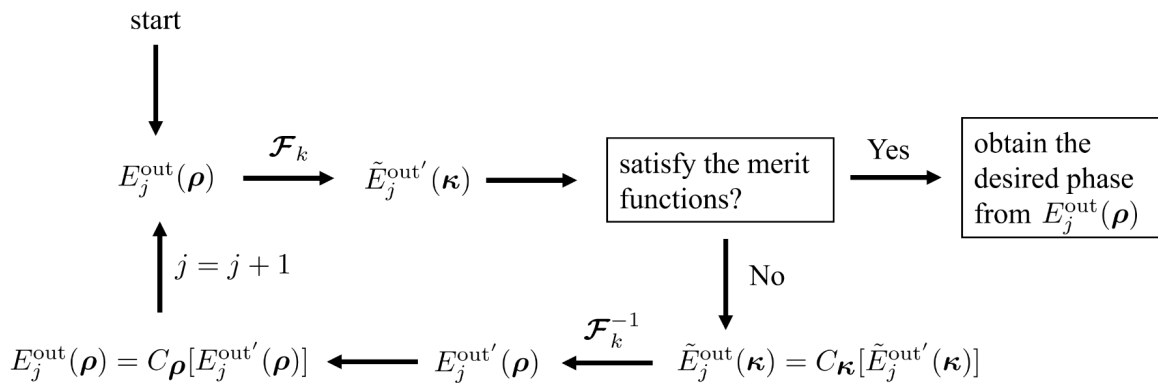 start
𝓕_k
E_j^out(ρ)
Ẽ_j^out′(κ)
satisfy the merit
functions?
Yes
obtain the
desired phase
from E_j^out(ρ)
j = j + 1
No
𝓕_k^−1
E_j^out(ρ) = C_ρ[E_j^out′(ρ)]
E_j^out′(ρ)
Ẽ_j^out(κ) = C_κ[Ẽ_j^out′(κ)]